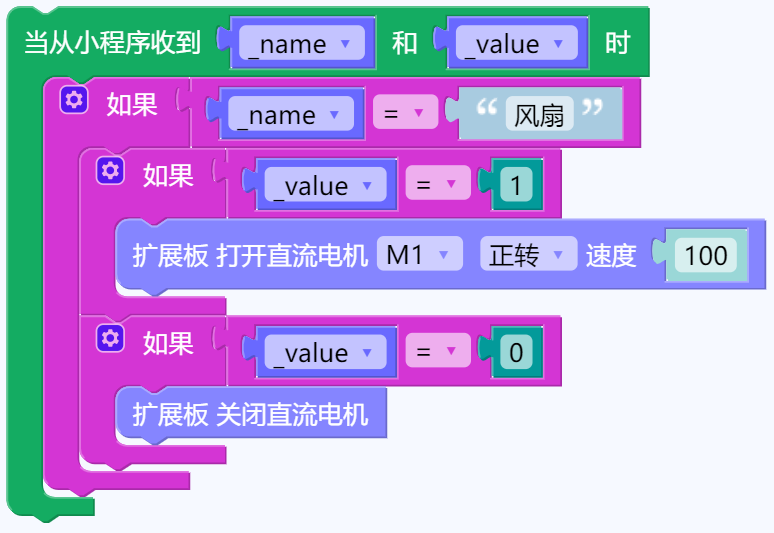 当从小程序收到 _name 和 _value 时
如果 _name = “ 风扇 ”
如果 _value = 1
扩展板 打开直流电机 M1 正转 速度 100
如果 _value = 0
扩展板 关闭直流电机